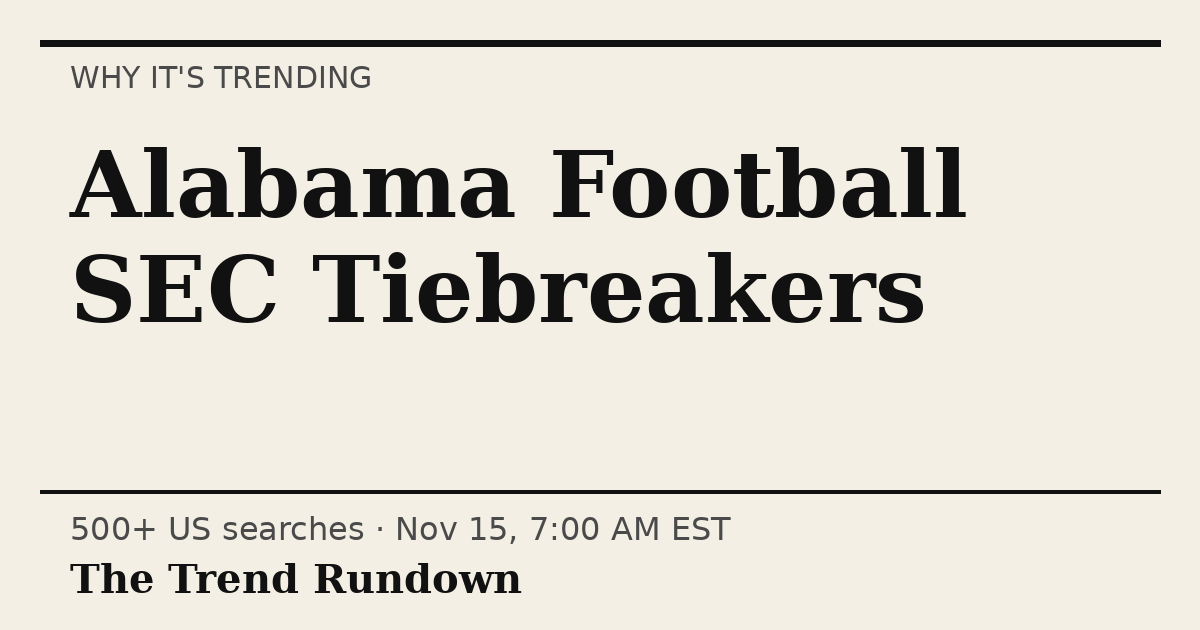 WHY IT'S TRENDING
Alabama Football
SEC Tiebreakers
500+ US searches · Nov 15, 7:00 AM EST
The Trend Rundown